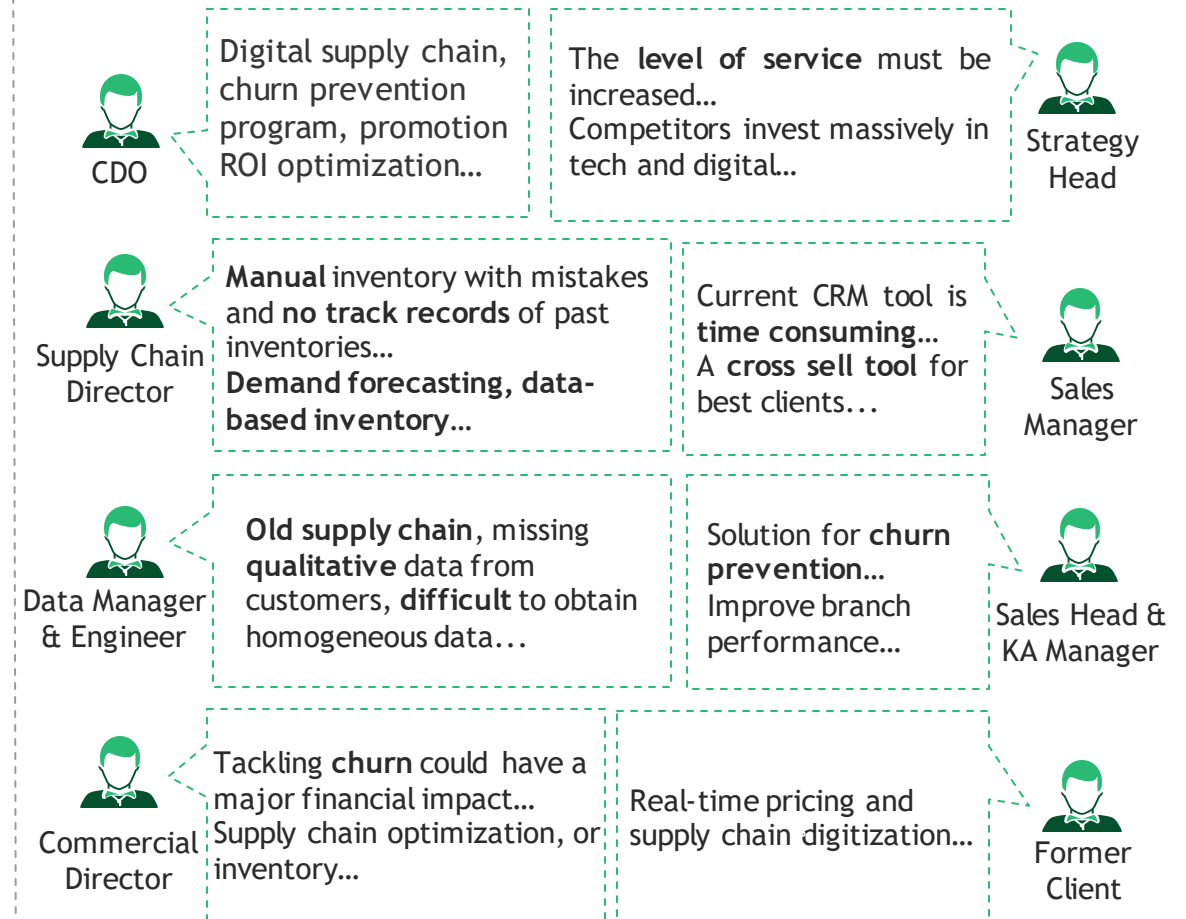 Digital supply chain,
churn prevention
program, promotion
ROI optimization…
CDO
The level of service must be
increased…
Competitors invest massively in
tech and digital…
Strategy
Head
Manual inventory with mistakes
and no track records of past
inventories…
Demand forecasting, data-
based inventory…
Supply Chain
Director
Current CRM tool is
time consuming…
A cross sell tool for
best clients...
Sales
Manager
Old supply chain, missing
qualitative data from
customers, difficult to obtain
homogeneous data...
Data Manager
& Engineer
Solution for churn
prevention…
Improve branch
performance…
Sales Head &
KA Manager
Tackling churn could have a
major financial impact…
Supply chain optimization, or
inventory…
Commercial
Director
Real-time pricing and
supply chain digitization…
Former
Client